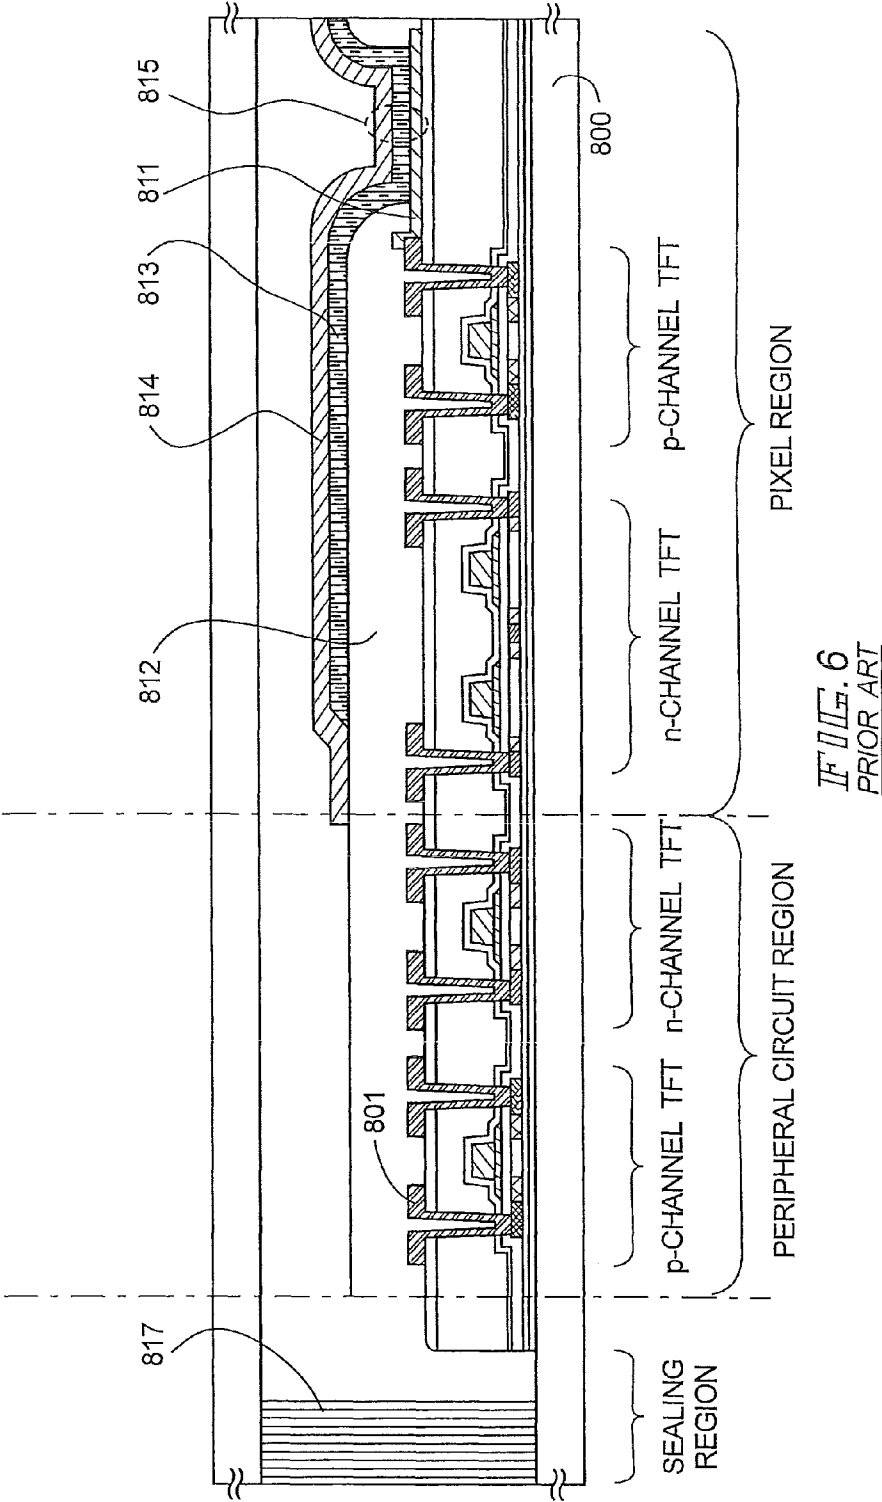 817
812
814
813
811
815
801
800
p-CHANNEL TFT
n-CHANNEL TFT
n-CHANNEL TFT
p-CHANNEL TFT
SEALING
REGION
PERIPHERAL CIRCUIT REGION
PIXEL REGION
FIG. 6
PRIOR ART